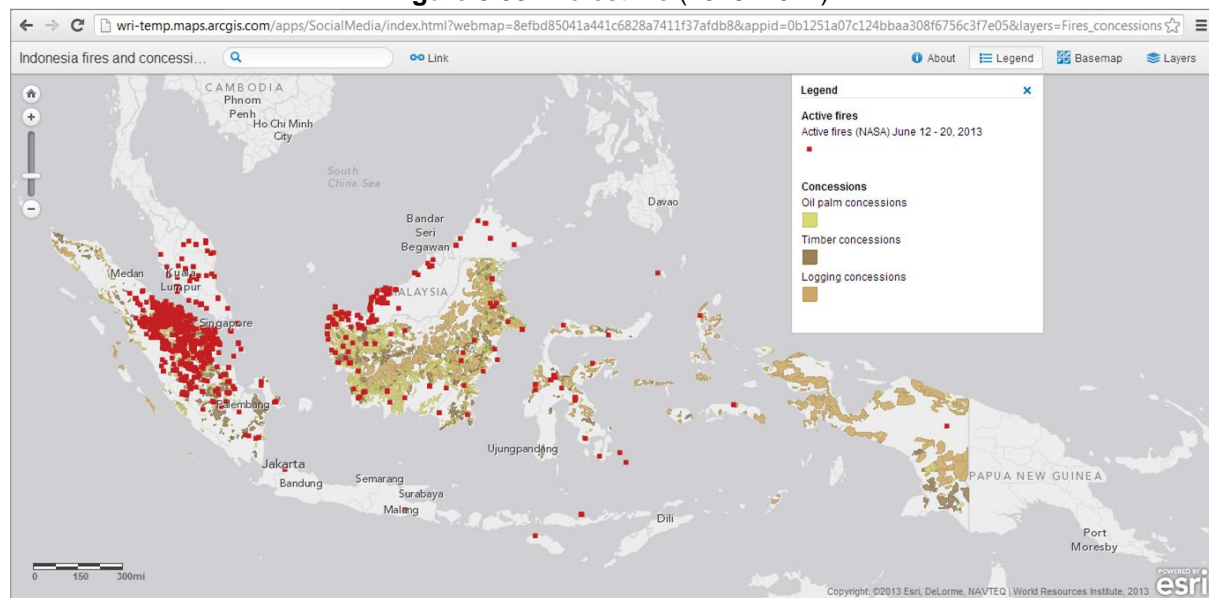 wri-temp.maps.arcgis.com/apps/SocialMedia/index.html?webmap=8efbd85041a441c6828a7411f37afdb8&appid=0b1251a07c124bbaa308f6756c3f7e05&layers=Fires_concessions
Indonesia fires and concessi...
Link
About
Legend
Basemap
Layers
Legend
Active fires
Active fires (NASA) June 12 - 20, 2013
Concessions
Oil palm concessions
Timber concessions
Logging concessions
CAMBODIA
Phnom
Penh
Ho Chi Minh
City
South
China Sea
Davao
Bandar
Seri
Begawan
Medan
Kuala
Lumpur
MALAYSIA
Singapore
Palembang
Ujungpandang
Jakarta
Bandung
Semarang
Surabaya
Malang
Dili
PAPUA NEW GUINEA
Port
Moresby
0 150 300mi
POWERED BY
esri
Copyright: ©2013 Esri, DeLorme, NAVTEQ | World Resources Institute, 2013